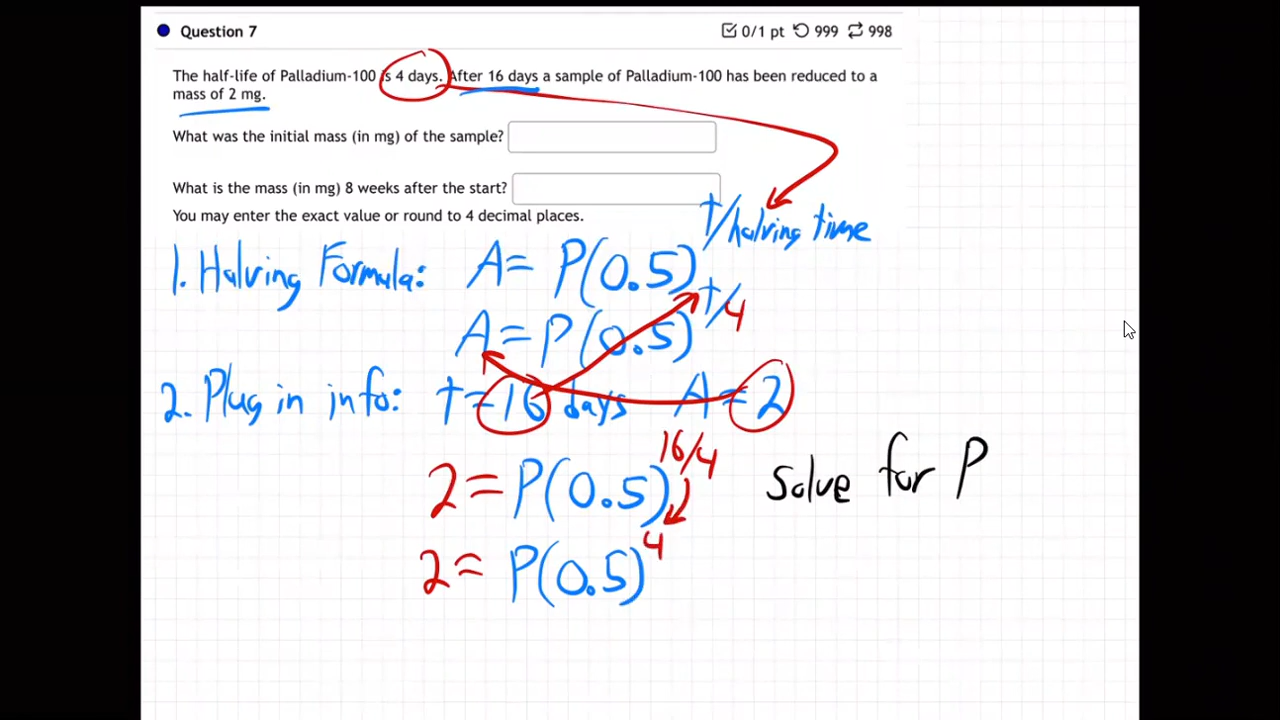 Question 7
0/1 pt 999 998
The half-life of Palladium-100 is 4 days. After 16 days a sample of Palladium-100 has been reduced to a
mass of 2 mg.
What was the initial mass (in mg) of the sample?
What is the mass (in mg) 8 weeks after the start?
You may enter the exact value or round to 4 decimal places.
t/halving time
1. Halving Formula: A= P(0.5)
t/4
A=P(0.5)
2. Plug in info: t=16 days A=2
16/4
2=P(0.5)
solve for P
4
2=P(0.5)